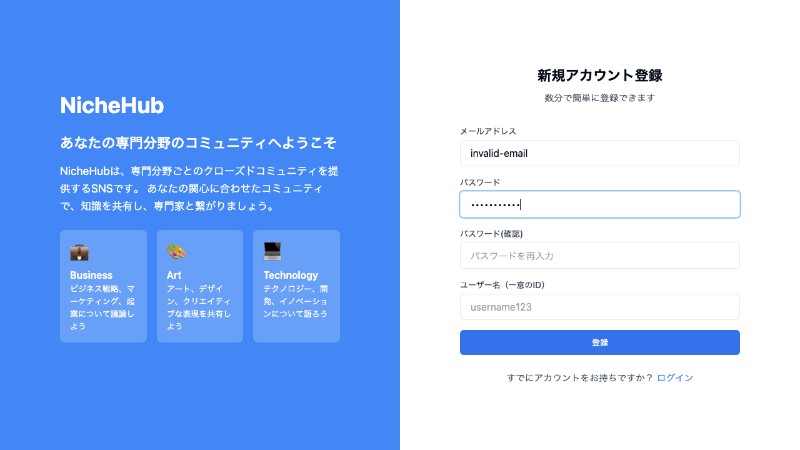 NicheHub
あなたの専門分野のコミュニティへようこそ
NicheHubは、専門分野ごとのクローズドコミュニティを提
供するSNSです。 あなたの関心に合わせたコミュニティ
で、知識を共有し、専門家と繋がりましょう。
Business
ビジネス戦略、マ
ーケティング、起
業について議論し
よう
Art
アート、デザイ
ン、クリエイティ
ブな表現を共有し
よう
Technology
テクノロジー、開
発、イノベーショ
ンについて語ろう
新規アカウント登録
数分で簡単に登録できます
メールアドレス
invalid-email
パスワード
•••••••••••
パスワード(確認)
パスワードを再入力
ユーザー名（一意のID）
username123
登録
すでにアカウントをお持ちですか？ ログイン